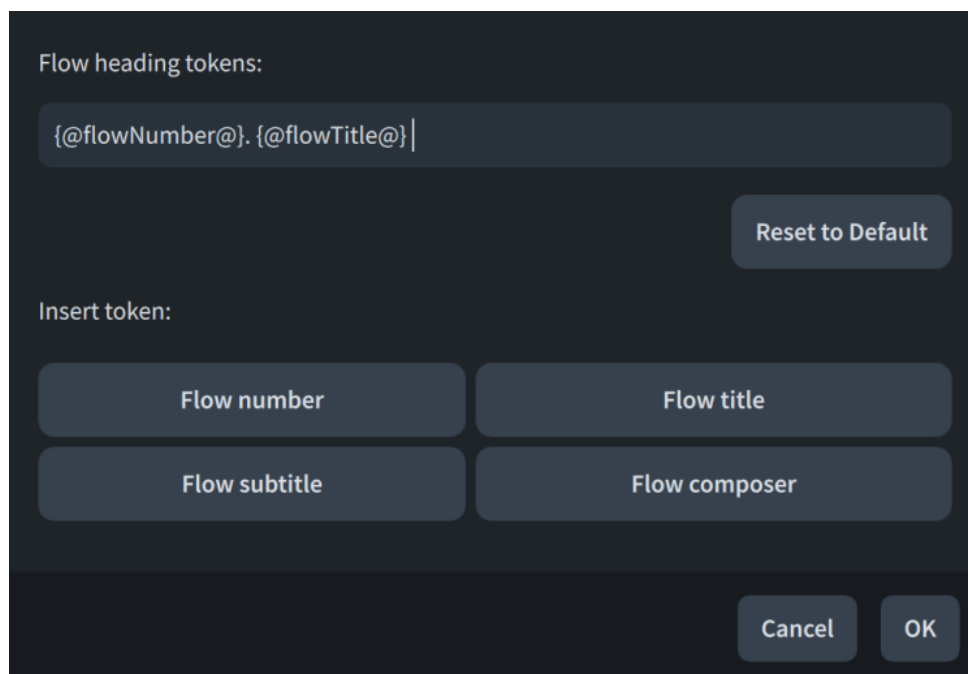 Flow heading tokens:
{@flowNumber@}. {@flowTitle@}
Reset to Default
Insert token:
Flow number
Flow title
Flow subtitle
Flow composer
Cancel
OK